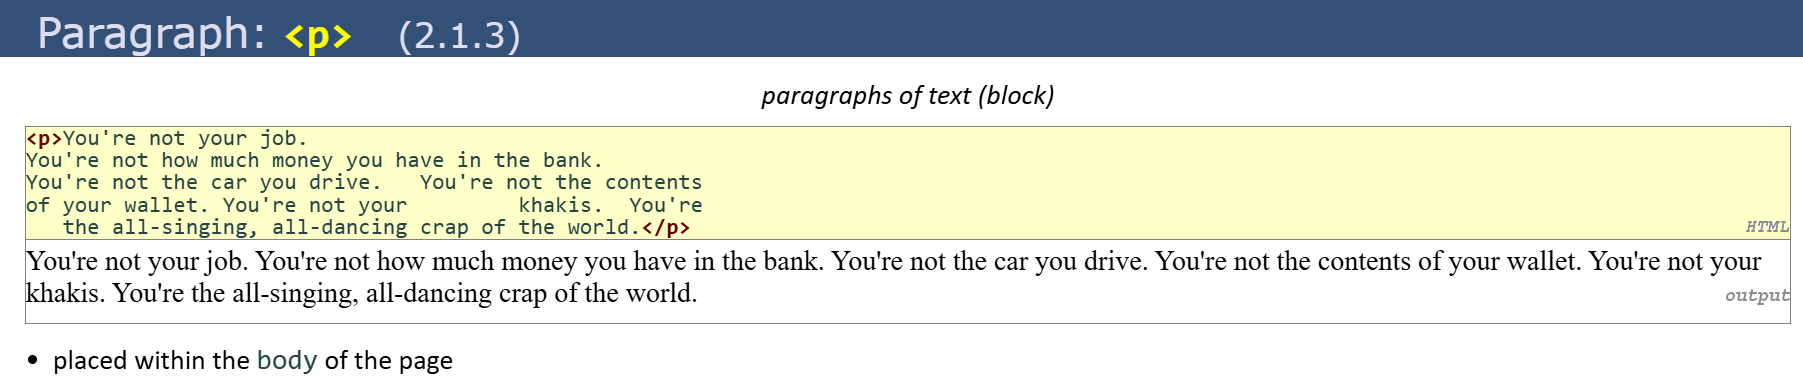 Paragraph: <p> (2.1.3)
paragraphs of text (block)
<p>You're not your job.
You're not how much money you have in the bank.
You're not the car you drive.   You're not the contents
of your wallet. You're not your         khakis.  You're
   the all-singing, all-dancing crap of the world.</p>
HTML
You're not your job. You're not how much money you have in the bank. You're not the car you drive. You're not the contents of your wallet. You're not your
khakis. You're the all-singing, all-dancing crap of the world.
output
• placed within the body of the page